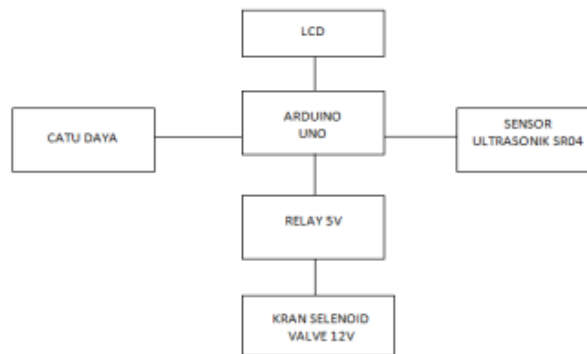 LCD
ARDUINO
UNO
CATU DAYA
SENSOR
ULTRASONIK SR04
RELAY 5V
KRAN SELENOID
VALVE 12V